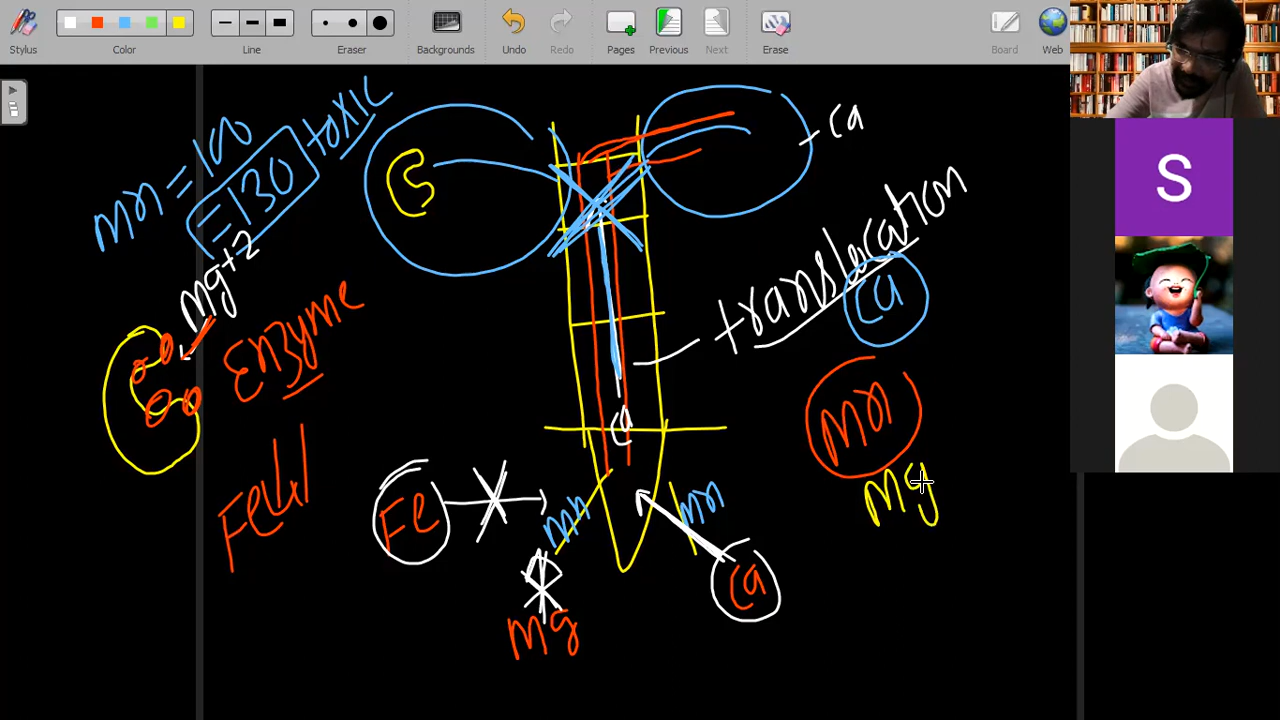 Stylus
Color
Line
Eraser
Backgrounds
Undo
Redo
Pages
Previous
Next
Erase
Board
Web
mn = 100
= 130 toxic
S
Ca
translocation
Ca
Mg+2
Enzyme
Ca
Mn
Mg
Fe
mn
mn
Ca
Mg
S